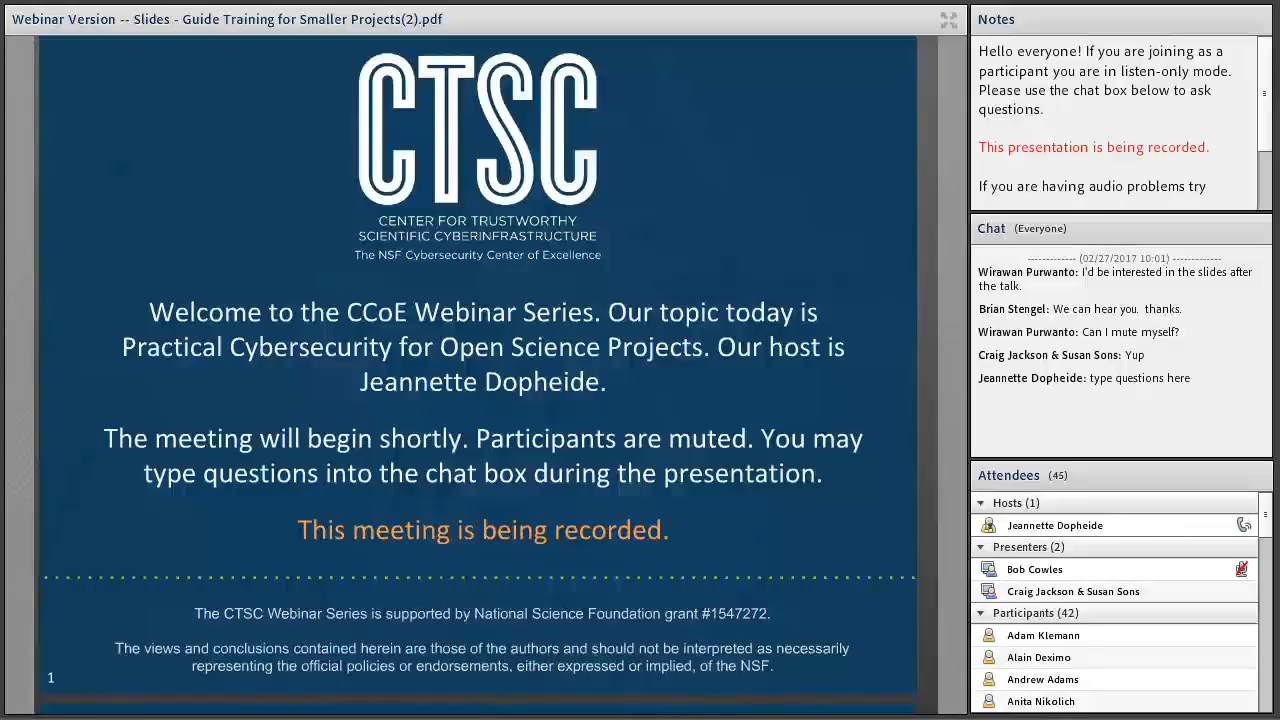 Webinar Version -- Slides - Guide Training for Smaller Projects(2).pdf
CTSC
CENTER FOR TRUSTWORTHY
SCIENTIFIC CYBERINFRASTRUCTURE
The NSF Cybersecurity Center of Excellence
Welcome to the CCoE Webinar Series. Our topic today is
Practical Cybersecurity for Open Science Projects. Our host is
Jeannette Dopheide.
The meeting will begin shortly. Participants are muted. You may
type questions into the chat box during the presentation.
This meeting is being recorded.
The CTSC Webinar Series is supported by National Science Foundation grant #1547272.
The views and conclusions contained herein are those of the authors and should not be interpreted as necessarily
representing the official policies or endorsements, either expressed or implied, of the NSF.
1
Notes
Hello everyone! If you are joining as a
participant you are in listen-only mode.
Please use the chat box below to ask
questions.
This presentation is being recorded.
If you are having audio problems try
Chat (Everyone)
------------- (02/27/2017 10:01) -------------
Wirawan Purwanto: I'd be interested in the slides after
the talk.
Brian Stengel: We can hear you. thanks.
Wirawan Purwanto: Can I mute myself?
Craig Jackson & Susan Sons: Yup
Jeannette Dopheide: type questions here
Attendees (45)
Hosts (1)
Jeannette Dopheide
Presenters (2)
Bob Cowles
Craig Jackson & Susan Sons
Participants (42)
Adam Klemann
Alain Deximo
Andrew Adams
Anita Nikolich